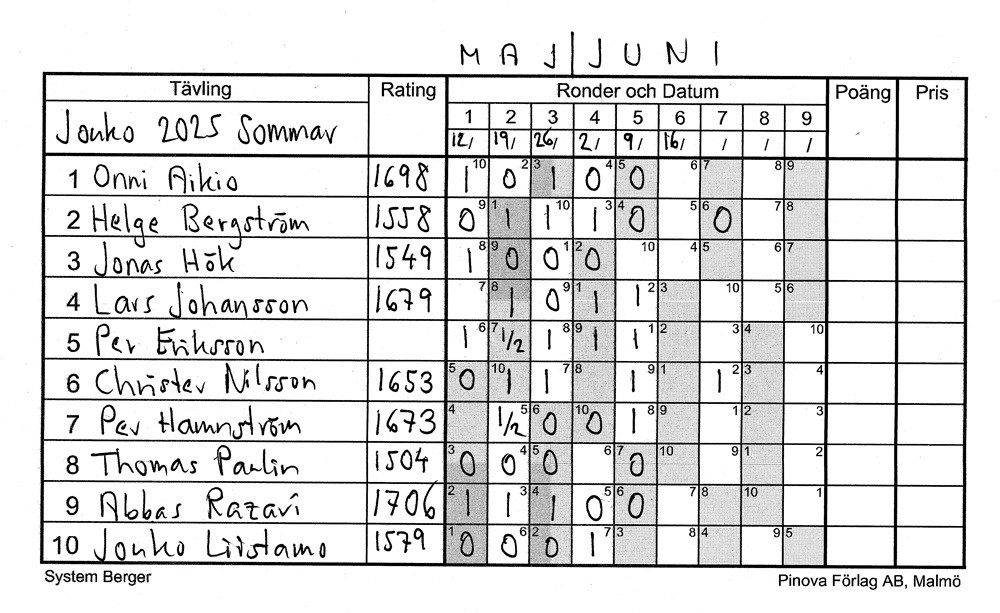 MAJ|JUNI
Tävling Rating Ronder och Datum Poäng Pris
Jouko 2025 Sommar 1 2 3 4 5 6 7 8 9
12/ 19/ 26/ 2/ 9/ 16/ / / /
1 Onni Aikio 1698 1 10 0 2 3 1 0 4 5 0 6 7 8 9
2 Helge Bergström 1558 0 9 1 1 1 10 1 3 4 0 5 6 0 7 8
3 Jonas Hök 1549 1 8 9 0 0 1 2 0 10 4 5 6 7
4 Lars Johansson 1679 7 8 1 0 9 1 1 1 2 3 10 5 6
5 Per Eriksson 1 6 7 1/2 1 8 9 1 1 1 2 3 4 10
6 Christer Nilsson 1653 5 0 10 1 1 7 8 1 9 1 1 2 3 4
7 Per Hamnström 1673 4 1/2 5 6 0 10 0 1 8 9 1 2 3
8 Thomas Paulin 1504 3 0 0 4 5 0 6 7 0 10 9 1 2
9 Abbas Razavi 1706 2 1 1 3 4 1 0 5 6 0 7 8 10 1
10 Jouko Liistamo 1579 1 0 0 6 2 0 1 7 3 8 4 9 5
System Berger Pinova Förlag AB, Malmö